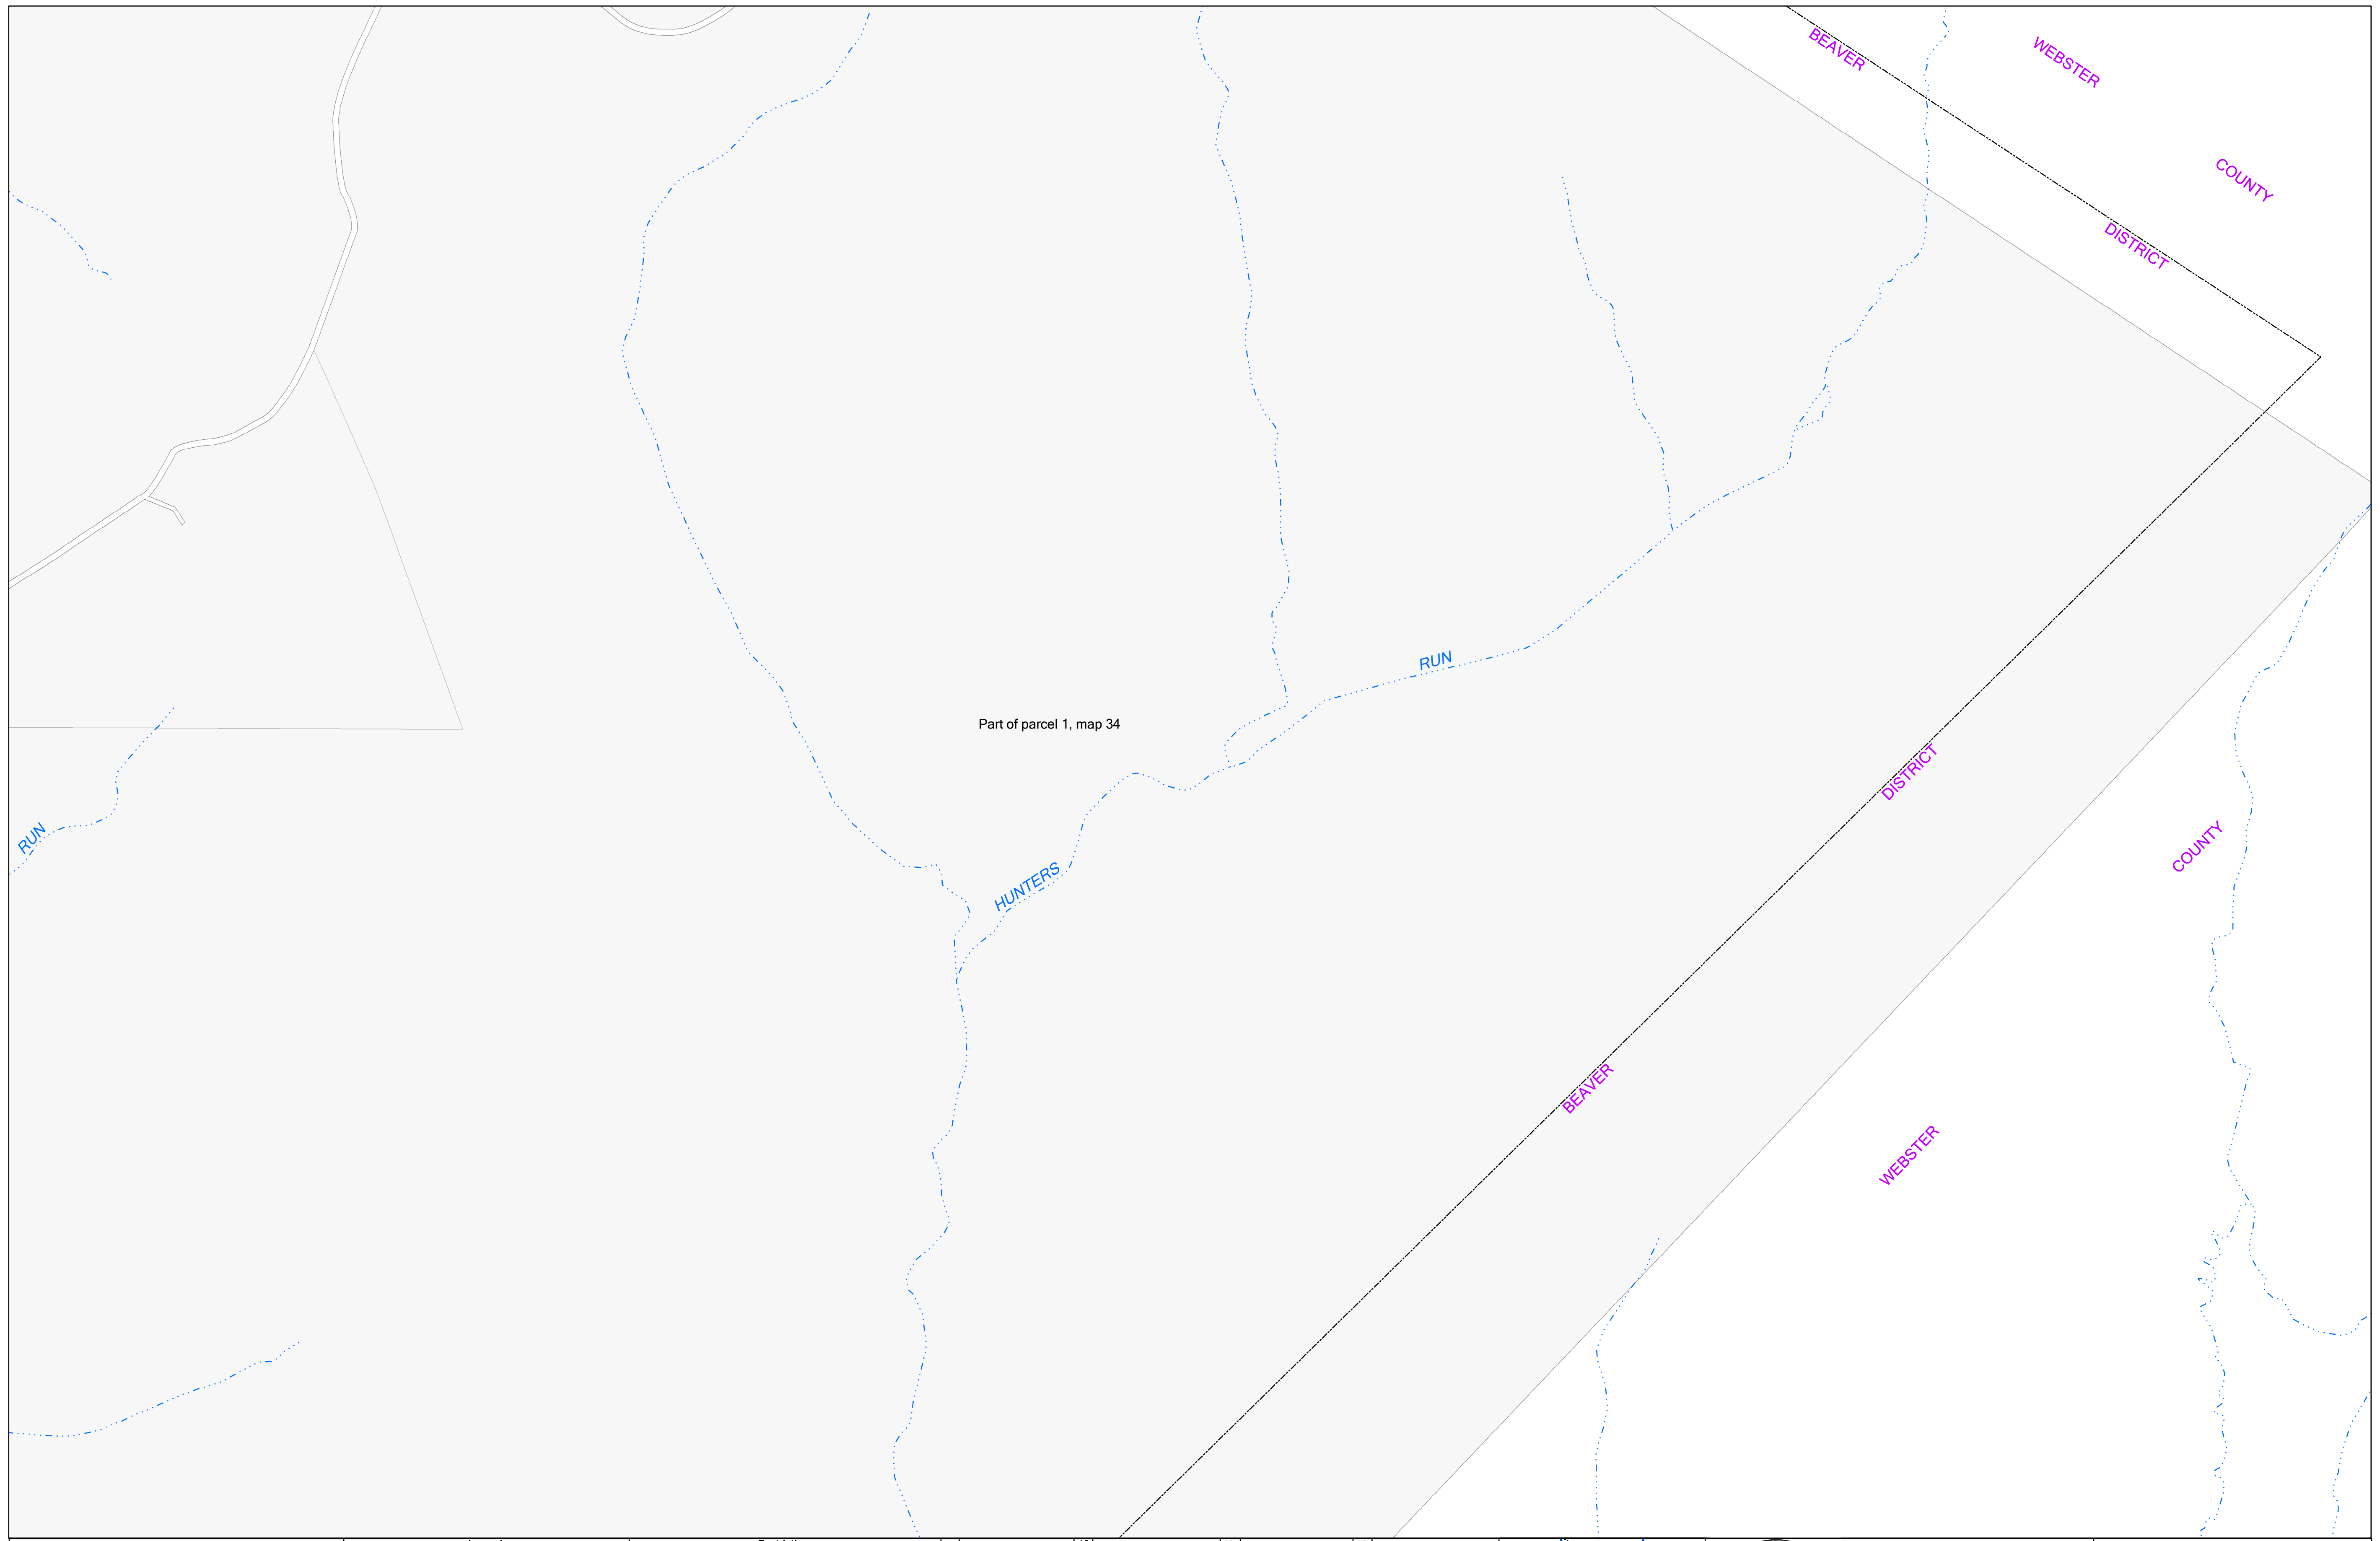 BEAVER
WEBSTER
COUNTY
DISTRICT
RUN
Part of parcel 1, map 34
DISTRICT
COUNTY
RUN
HUNTERS
BEAVER
WEBSTER